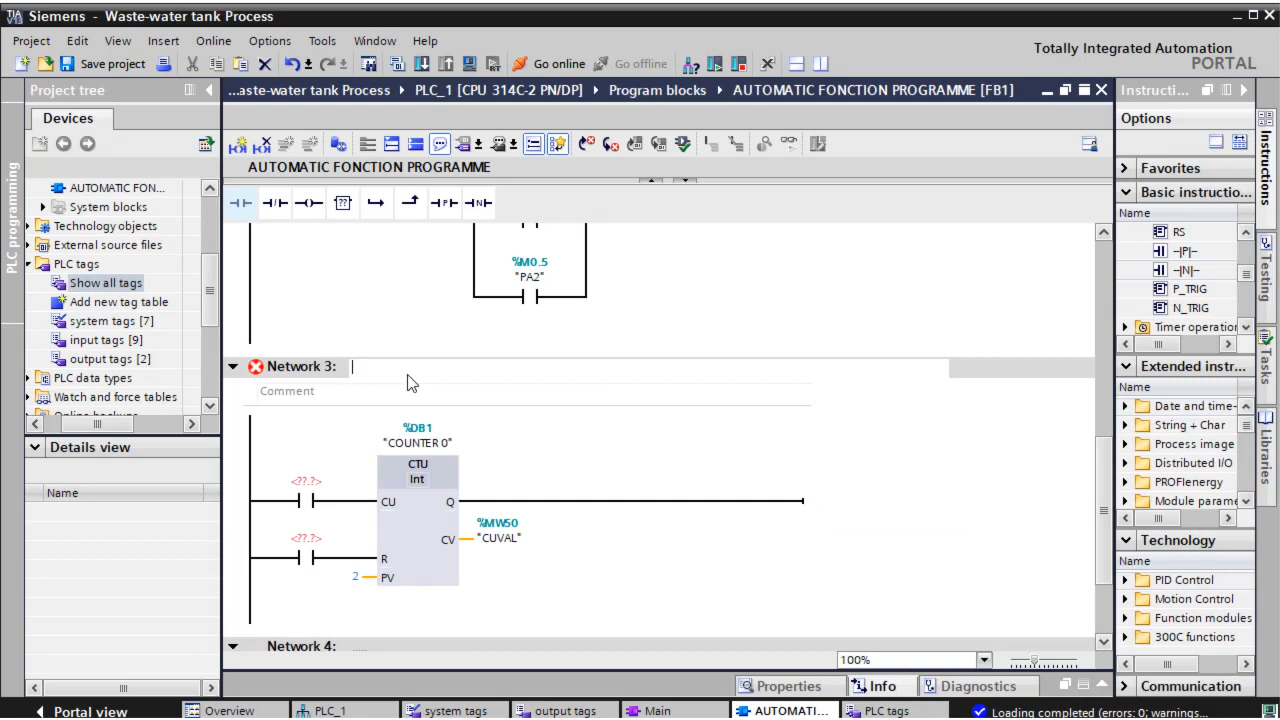 TIA V13 Siemens - Waste-water tank Process
Project Edit View Insert Online Options Tools Window Help
Totally Integrated Automation
PORTAL
Save project Go online Go offline
Project tree
...aste-water tank Process PLC_1 [CPU 314C-2 PN/DP] Program blocks AUTOMATIC FONCTION PROGRAMME [FB1]
Instructi...
Devices
Options
AUTOMATIC FONCTION PROGRAMME
Favorites
Basic instructio...
Name
RS
-|P|-
-|N|-
P_TRIG
N_TRIG
Timer operation
AUTOMATIC FON...
System blocks
Technology objects
External source files
PLC tags
Show all tags
Add new tag table
system tags [7]
input tags [9]
output tags [2]
PLC data types
Watch and force tables
Details view
Name
%M0.5
"PA2"
Network 3:
Comment
%DB1
"COUNTER 0"
CTU
Int
<??.?>
CU Q
%MW50
CV "CUVAL"
<??.?>
R
2 PV
Network 4: .....
100%
Extended instr...
Name
Date and time-
String + Char
Process image
Distributed I/O
PROFIenergy
Module parame
Technology
Name
PID Control
Motion Control
Function modules
300C functions
Communication
PLC programming
Instructions
Testing
Tasks
Libraries
Properties Info Diagnostics
Portal view Overview PLC_1 system tags output tags Main AUTOMATI... PLC tags Loading completed (errors: 0; warnings...